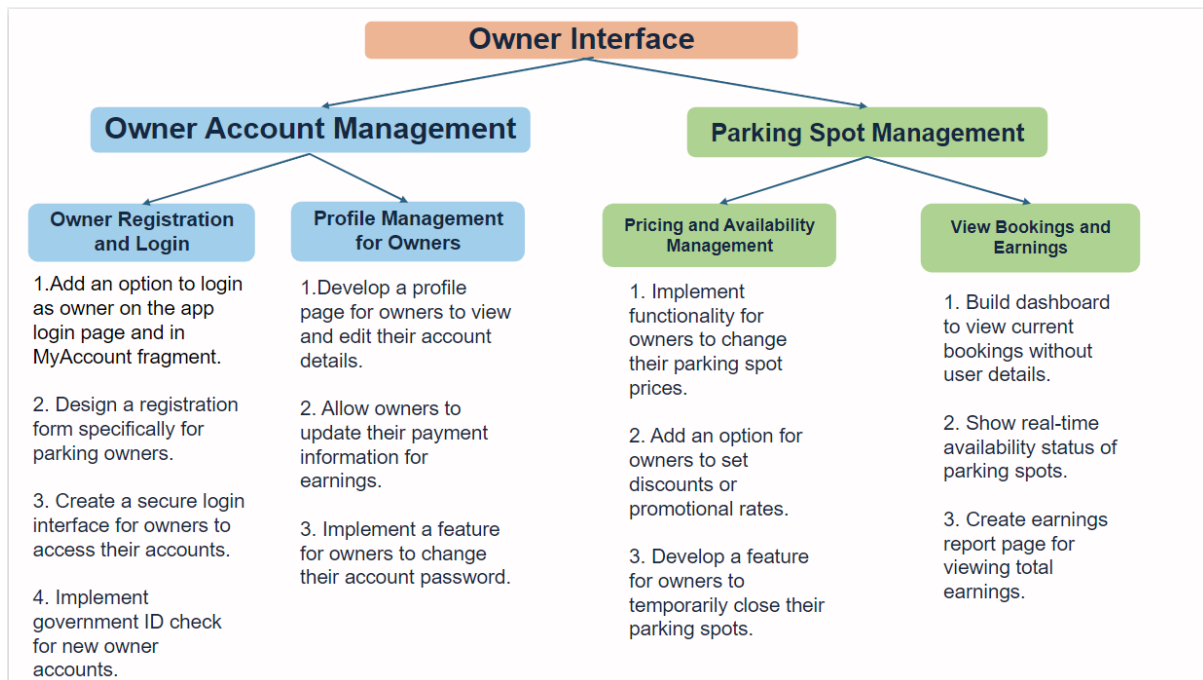 Owner Interface
Owner Account Management
Parking Spot Management
Owner Registration
and Login
1.Add an option to login
as owner on the app
login page and in
MyAccount fragment.
2. Design a registration
form specifically for
parking owners.
3. Create a secure login
interface for owners to
access their accounts.
4. Implement
government ID check
for new owner
accounts.
Profile Management
for Owners
1.Develop a profile
page for owners to view
and edit their account
details.
2. Allow owners to
update their payment
information for
earnings.
3. Implement a feature
for owners to change
their account password.
Pricing and Availability
Management
1. Implement
functionality for
owners to change
their parking spot
prices.
2. Add an option for
owners to set
discounts or
promotional rates.
3. Develop a feature
for owners to
temporarily close their
parking spots.
View Bookings and
Earnings
1. Build dashboard
to view current
bookings without
user details.
2. Show real-time
availability status of
parking spots.
3. Create earnings
report page for
viewing total
earnings.